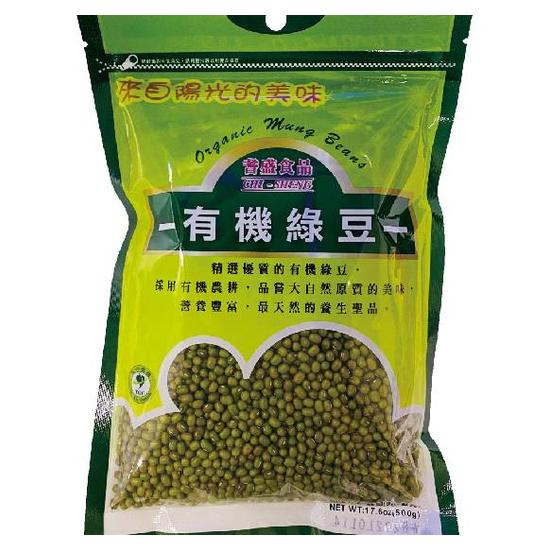 來自陽光的美味
Organic Mung Beans
耆盛食品
CHI-SHENG
有機綠豆
精選優質的有機綠豆,
採用有機農耕,品嘗大自然原質的美味,
營養豐富,最天然的養生聖品。
NET WT:17.6oz(500g)